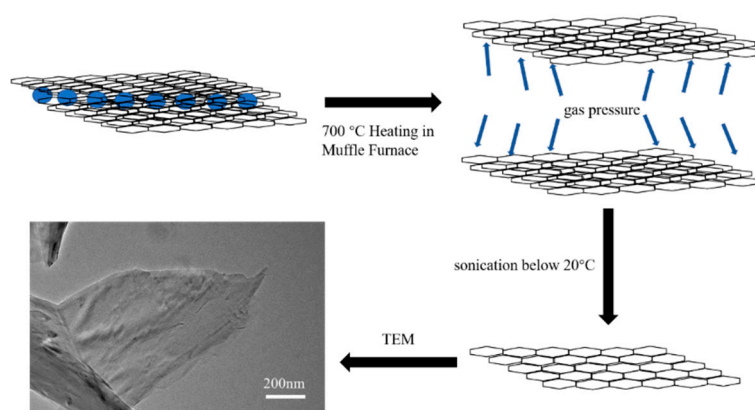 700 °C Heating in
Muffle Furnace
gas pressure
sonication below 20°C
TEM
200nm